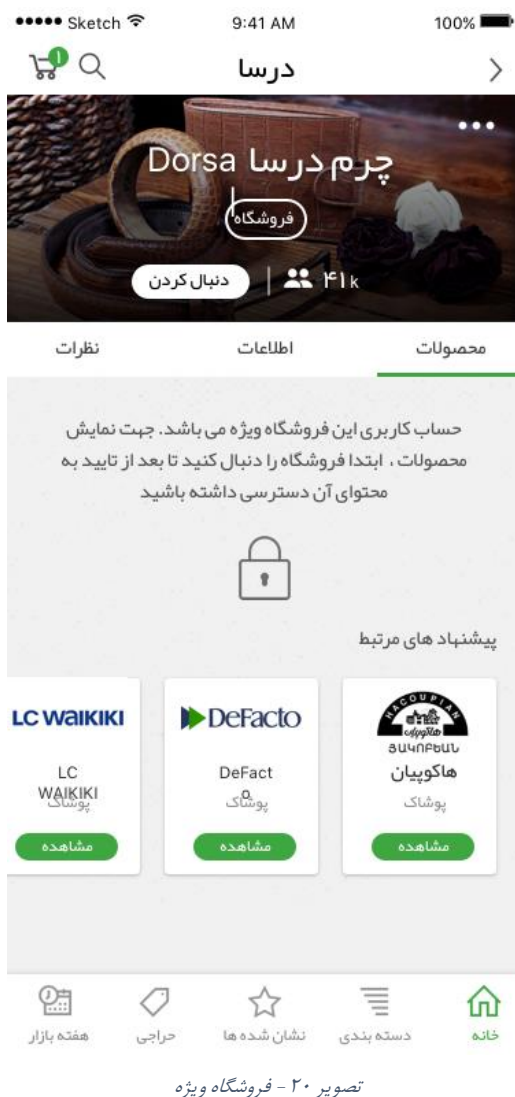 Sketch 9:41 AM 100%
۱
درسا
چرم درسا Dorsa
فروشگاه
۴۱k دنبال کردن
محصولات اطلاعات نظرات
حساب کاربری این فروشگاه ویژه می باشد. جهت نمایش
محصولات ، ابتدا فروشگاه را دنبال کنید تا بعد از تایید به
محتوای آن دسترسی داشته باشید
پیشنهاد های مرتبط
HACOUPIAN
هاکوپیان
ՅԱԿՈԲԵԱՆ
هاکوپیان
پوشاک
مشاهده
DeFacto
DeFact
o
پوشاک
مشاهده
LC WAIKIKI
LC
WAIKIKI
پوشاک
مشاهده
خانه دسته بندی نشان شده ها حراجی هفته بازار
تصویر ۲۰ - فروشگاه ویژه